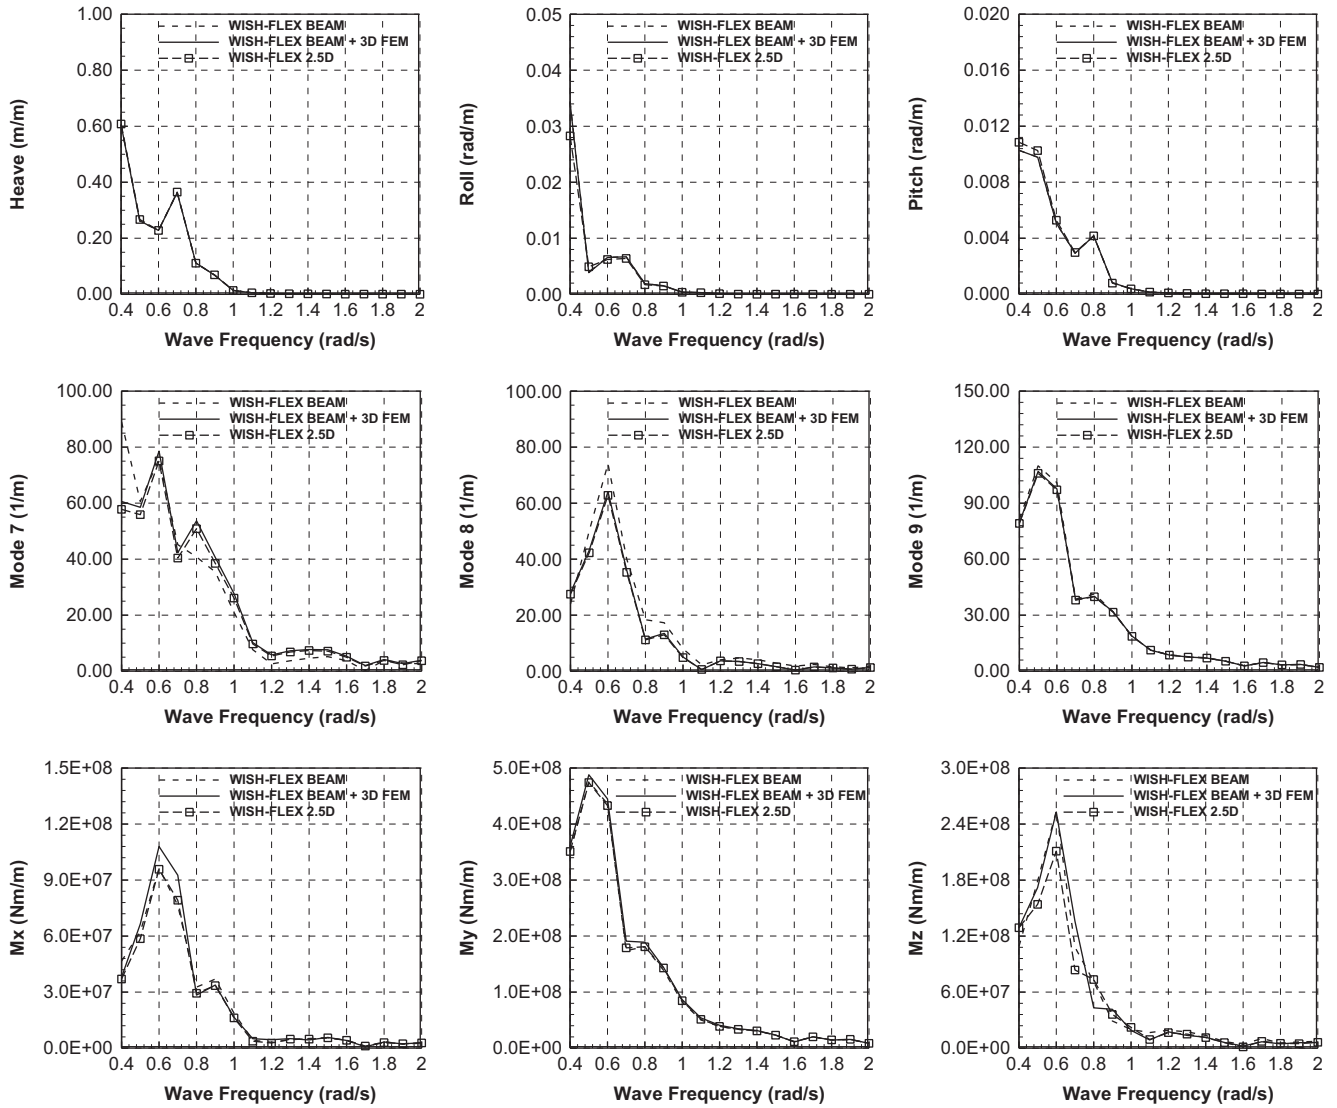 1.00
0.80
0.60
0.40
0.20
0.00
Heave (m/m)
WISH-FLEX BEAM
WISH-FLEX BEAM + 3D FEM
WISH-FLEX 2.5D
0.4 0.6 0.8 1 1.2 1.4 1.6 1.8 2
Wave Frequency (rad/s)
0.05
0.04
0.03
0.02
0.01
0.00
Roll (rad/m)
WISH-FLEX BEAM
WISH-FLEX BEAM + 3D FEM
WISH-FLEX 2.5D
0.4 0.6 0.8 1 1.2 1.4 1.6 1.8 2
Wave Frequency (rad/s)
0.020
0.016
0.012
0.008
0.004
0.000
Pitch (rad/m)
WISH-FLEX BEAM
WISH-FLEX BEAM + 3D FEM
WISH-FLEX 2.5D
0.4 0.6 0.8 1 1.2 1.4 1.6 1.8 2
Wave Frequency (rad/s)
100.00
80.00
60.00
40.00
20.00
0.00
Mode 7 (1/m)
WISH-FLEX BEAM
WISH-FLEX BEAM + 3D FEM
WISH-FLEX 2.5D
0.4 0.6 0.8 1 1.2 1.4 1.6 1.8 2
Wave Frequency (rad/s)
100.00
80.00
60.00
40.00
20.00
0.00
Mode 8 (1/m)
WISH-FLEX BEAM
WISH-FLEX BEAM + 3D FEM
WISH-FLEX 2.5D
0.4 0.6 0.8 1 1.2 1.4 1.6 1.8 2
Wave Frequency (rad/s)
150.00
120.00
90.00
60.00
30.00
0.00
Mode 9 (1/m)
WISH-FLEX BEAM
WISH-FLEX BEAM + 3D FEM
WISH-FLEX 2.5D
0.4 0.6 0.8 1 1.2 1.4 1.6 1.8 2
Wave Frequency (rad/s)
1.5E+08
1.2E+08
9.0E+07
6.0E+07
3.0E+07
0.0E+00
Mx (Nm/m)
WISH-FLEX BEAM
WISH-FLEX BEAM + 3D FEM
WISH-FLEX 2.5D
0.4 0.6 0.8 1 1.2 1.4 1.6 1.8 2
Wave Frequency (rad/s)
5.0E+08
4.0E+08
3.0E+08
2.0E+08
1.0E+08
0.0E+00
My (Nm/m)
WISH-FLEX BEAM
WISH-FLEX BEAM + 3D FEM
WISH-FLEX 2.5D
0.4 0.6 0.8 1 1.2 1.4 1.6 1.8 2
Wave Frequency (rad/s)
3.0E+08
2.4E+08
1.8E+08
1.2E+08
6.0E+07
0.0E+00
Mz (Nm/m)
WISH-FLEX BEAM
WISH-FLEX BEAM + 3D FEM
WISH-FLEX 2.5D
0.4 0.6 0.8 1 1.2 1.4 1.6 1.8 2
Wave Frequency (rad/s)